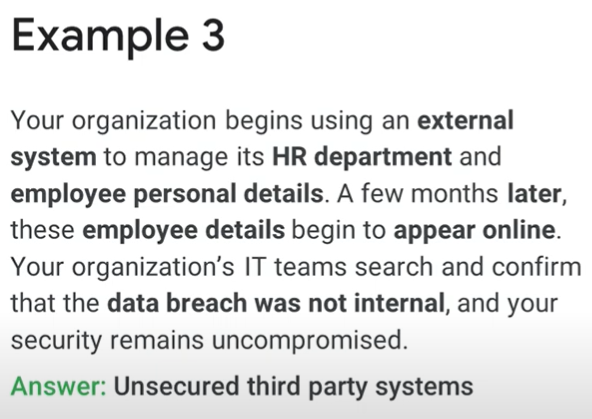 Example 3
Your organization begins using an external
system to manage its HR department and
employee personal details. A few months later,
these employee details begin to appear online.
Your organization’s IT teams search and confirm
that the data breach was not internal, and your
security remains uncompromised.
Answer: Unsecured third party systems